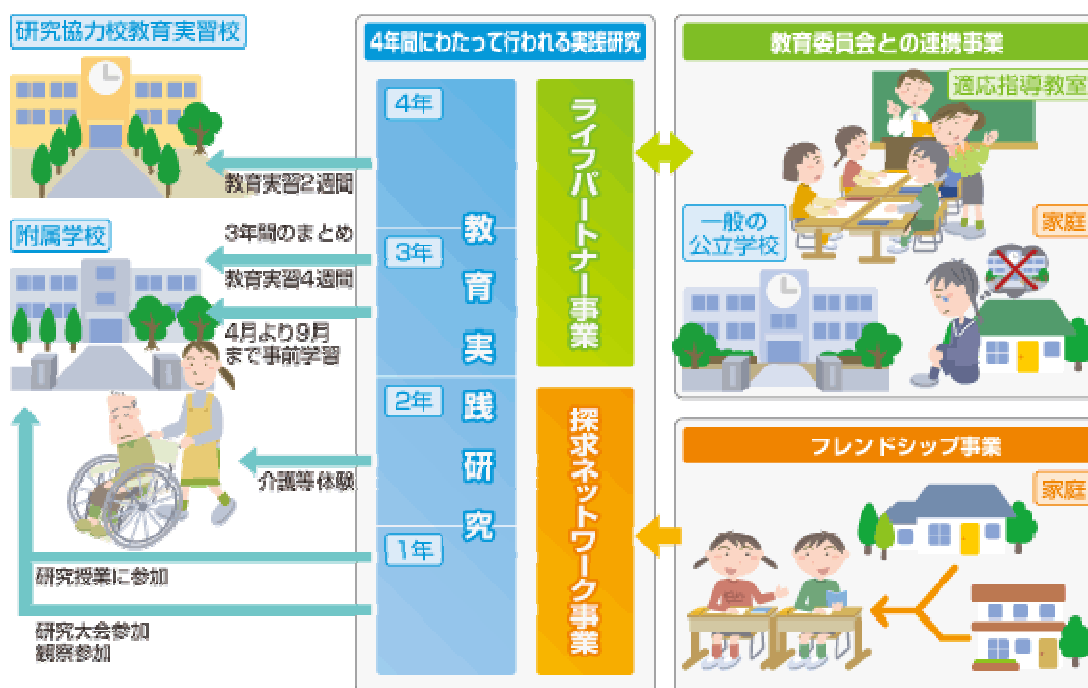 研究協力校教育実習校
教育実習2週間
附属学校
3年間のまとめ
教育実習4週間
4月より9月
まで事前学習
介護等体験
研究授業に参加
研究大会参加
観察参加
4年間にわたって行われる実践研究
4年
3年
2年
1年
教育実践研究
ライフパートナー事業
探求ネットワーク事業
教育委員会との連携事業
適応指導教室
一般の
公立学校
家庭
フレンドシップ事業
家庭